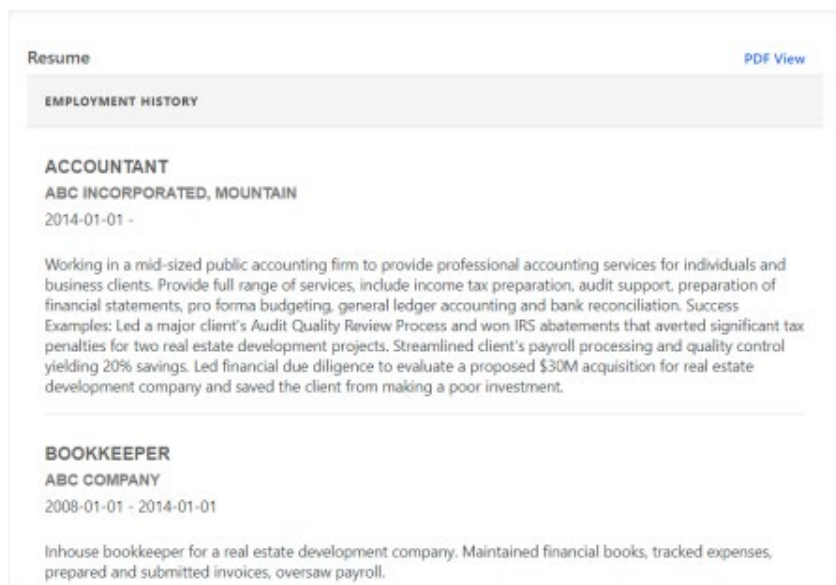 Resume
PDF View
EMPLOYMENT HISTORY
ACCOUNTANT
ABC INCORPORATED, MOUNTAIN
2014-01-01 -
Working in a mid-sized public accounting firm to provide professional accounting services for individuals and
business clients. Provide full range of services, include income tax preparation, audit support, preparation of
financial statements, pro forma budgeting, general ledger accounting and bank reconciliation. Success
Examples: Led a major client's Audit Quality Review Process and won IRS abatements that averted significant tax
penalties for two real estate development projects. Streamlined client's payroll processing and quality control
yielding 20% savings. Led financial due diligence to evaluate a proposed $30M acquisition for real estate
development company and saved the client from making a poor investment.
BOOKKEEPER
ABC COMPANY
2008-01-01 - 2014-01-01
Inhouse bookkeeper for a real estate development company. Maintained financial books, tracked expenses,
prepared and submitted invoices, oversaw payroll.